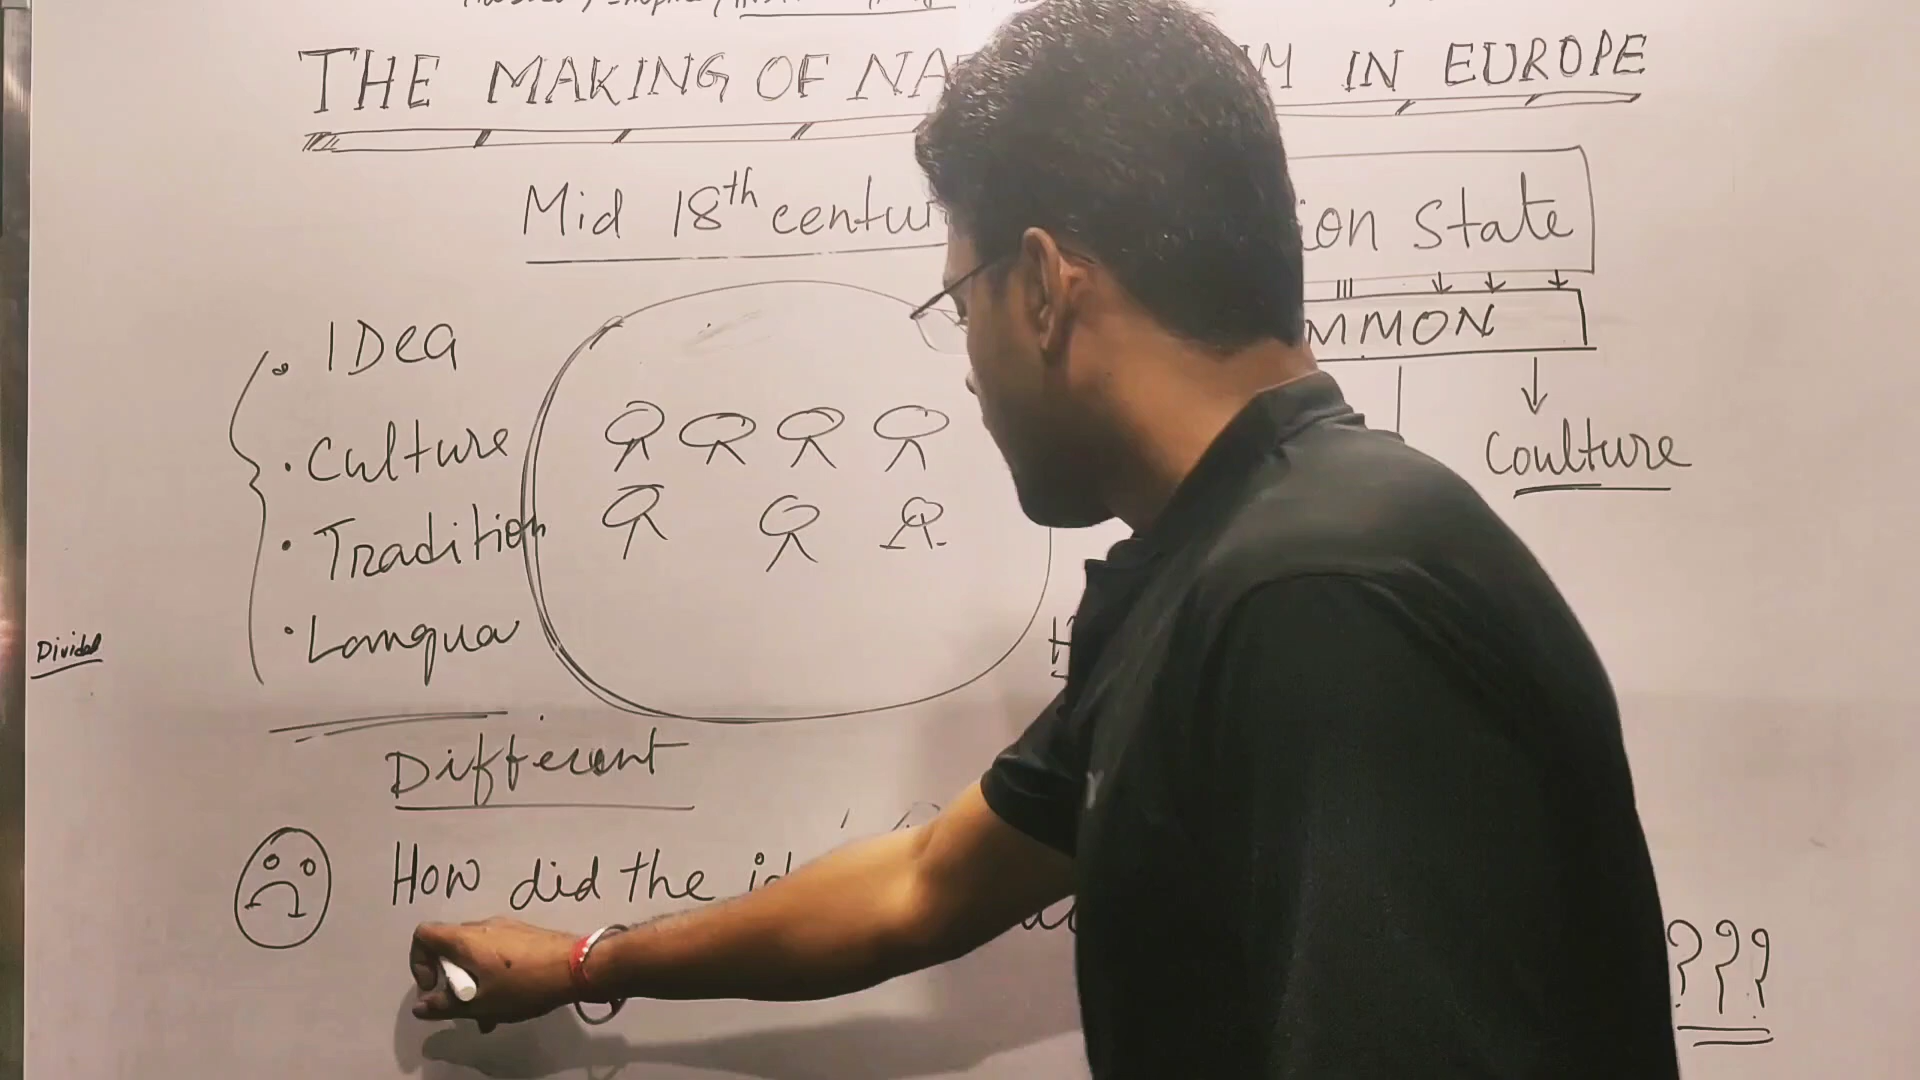 THE MAKING OF NA M IN EUROPE
Mid 18th centu
ion State
MMON
IDea
Culture
Tradition
Langua
Coulture
Divided
Different
How did the id
???